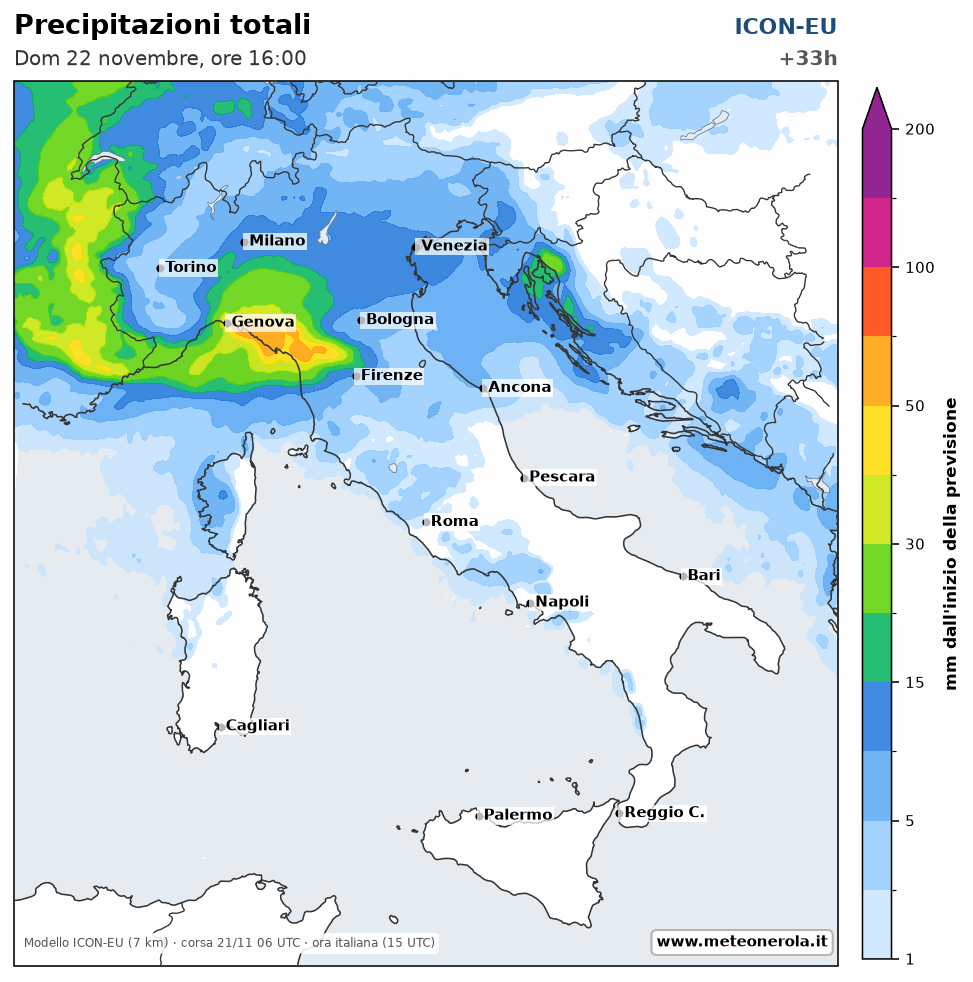 Precipitazioni totali
ICON-EU
Dom 22 novembre, ore 16:00
+33h
Milano
Venezia
Torino
Genova
Bologna
Firenze
Ancona
Pescara
Roma
Bari
Napoli
Cagliari
Palermo
Reggio C.
Modello ICON-EU (7 km) · corsa 21/11 06 UTC · ora italiana (15 UTC)
www.meteonerola.it
200
100
50
30
15
5
1
mm dall'inizio della previsione